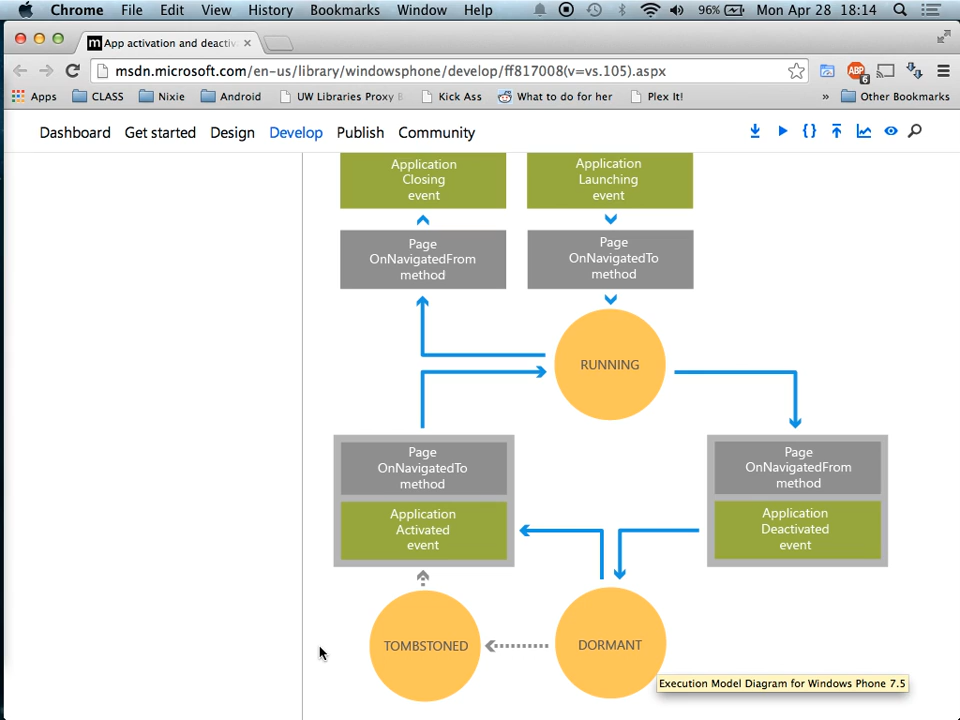 Chrome File Edit View History Bookmarks Window Help 96% Mon Apr 28 18:14
App activation and deactiv
msdn.microsoft.com/en-us/library/windowsphone/develop/ff817008(v=vs.105).aspx
ABP 6
Apps CLASS Nixie Android UW Libraries Proxy B Kick Ass What to do for her Plex It! » Other Bookmarks
Dashboard Get started Design Develop Publish Community
Application
Closing
event
Application
Launching
event
Page
OnNavigatedFrom
method
Page
OnNavigatedTo
method
RUNNING
Page
OnNavigatedTo
method
Application
Activated
event
Page
OnNavigatedFrom
method
Application
Deactivated
event
TOMBSTONED
DORMANT
Execution Model Diagram for Windows Phone 7.5